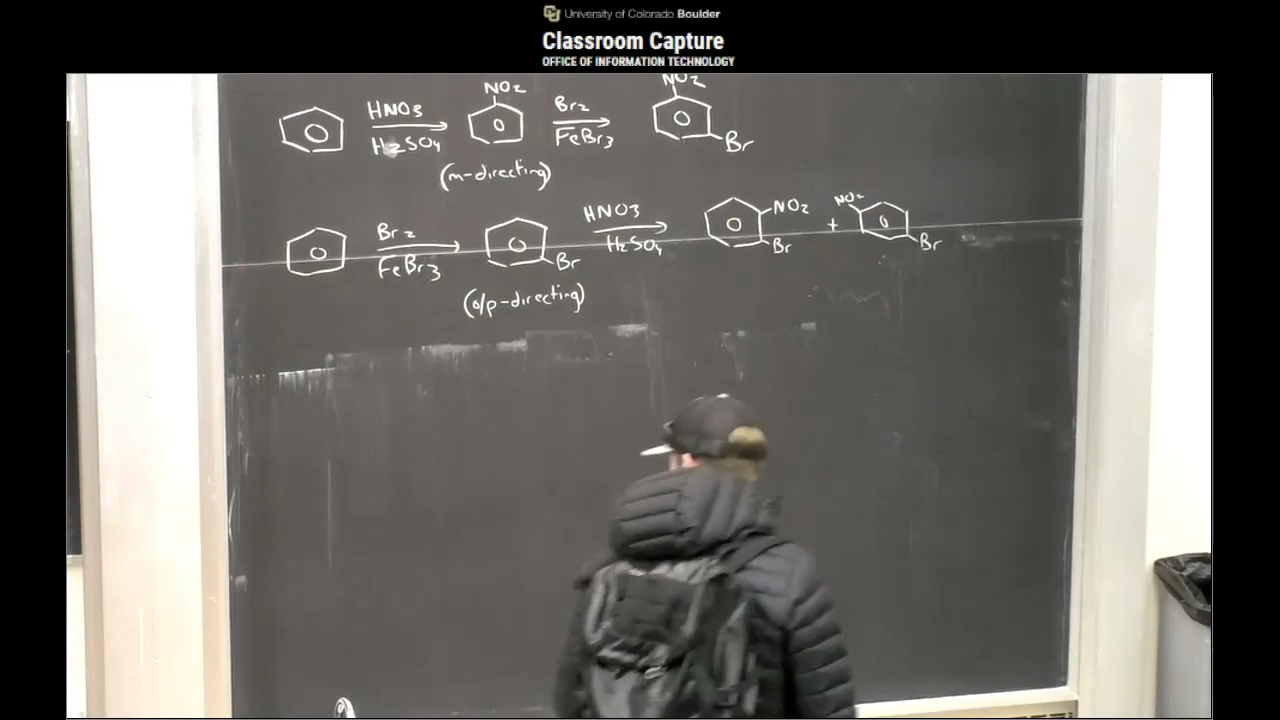 University of Colorado Boulder
Classroom Capture
OFFICE OF INFORMATION TECHNOLOGY
HNO3 NO2 Br2 NO2
H2SO4 FeBr3 Br
(m-directing)
Br2 HNO3 NO2 + NO2
FeBr3 Br H2SO4 Br Br
(o/p-directing)